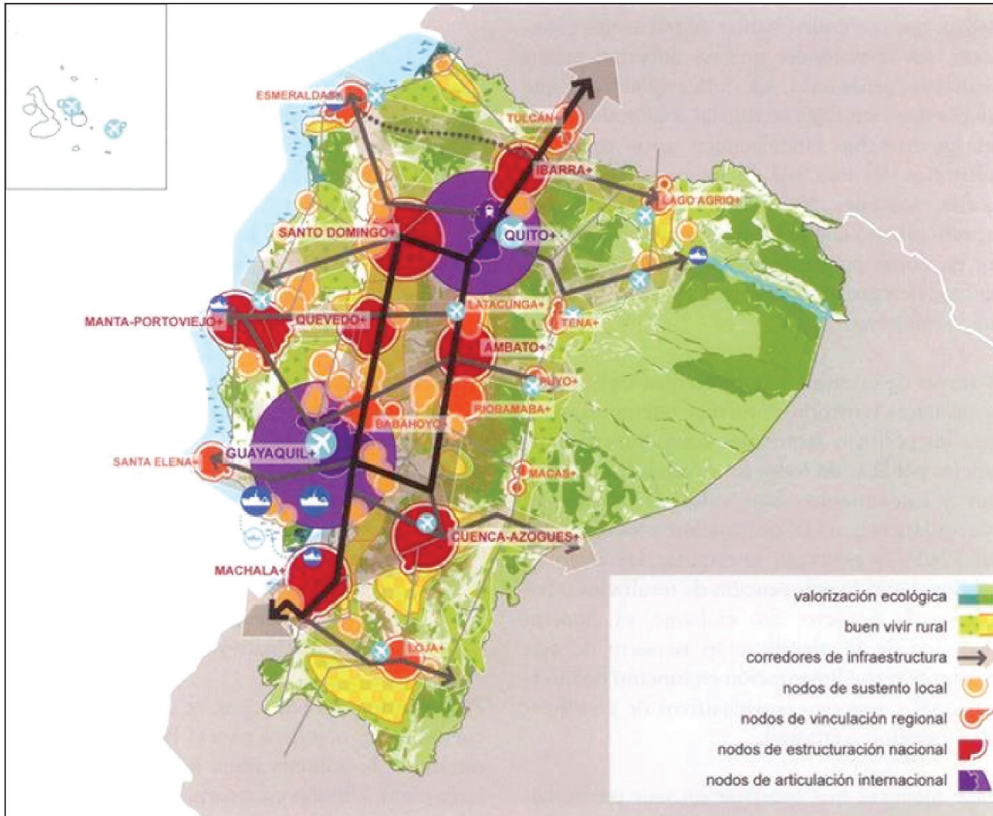 ESMERALDAS+
TULCÁN+
IBARRA+
LAGO AGRIO+
SANTO DOMINGO+
QUITO+
LATACUNGA+
MANTA-PORTOVIEJO+
QUEVEDO+
TENA+
AMBATO+
PUYO+
RIOBAMABA+
BABAHOYO+
GUAYAQUIL+
SANTA ELENA+
MACAS+
CUENCA-AZOGUES+
MACHALA+
LOJA+
valorización ecológica
buen vivir rural
corredores de infraestructura
nodos de sustento local
nodos de vinculación regional
nodos de estructuración nacional
nodos de articulación internacional